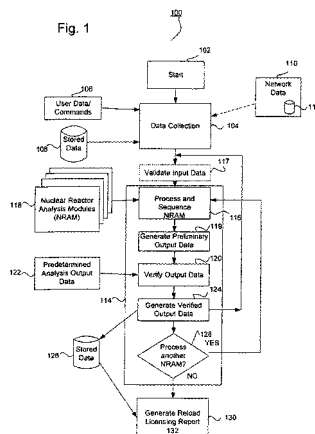 Fig. 1
100
102
Start
110
Network
Data
106
User Data/
Commands
Data Collection
104
Stored
Data
108
117
Validate Input Data
118
Nuclear Reactor
Analysis Modules
(NRAM)
Process and
Sequence
NRAM
116
119
Generate Preliminary
Output Data
122
Predetermined
Analysis Output
Data
120
Verify Output Data
124
114
Generate Verified
Output Data
126
Stored
Data
128
Process
another
NRAM?
YES
NO
Generate Reload
Licensing Report
132
130